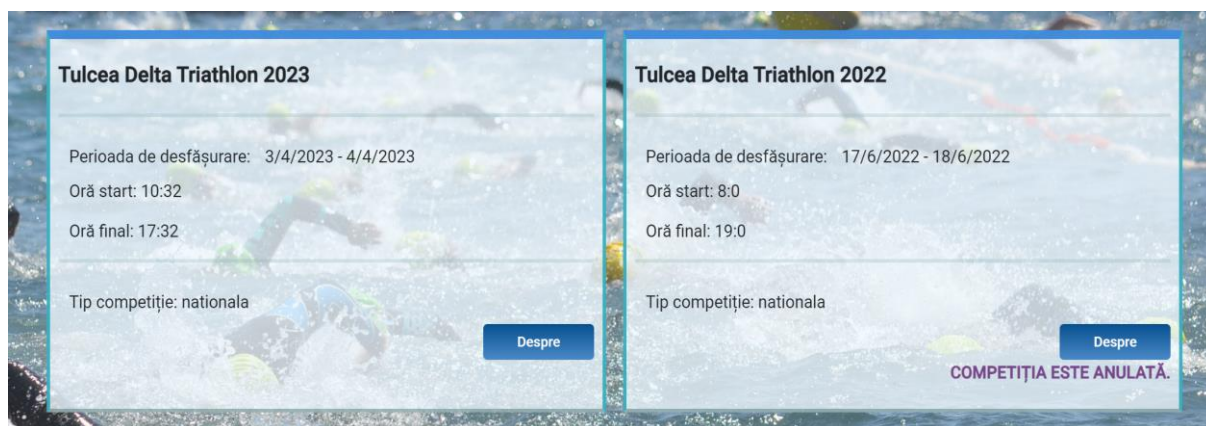 Tulcea Delta Triathlon 2023
Perioada de desfășurare: 3/4/2023 - 4/4/2023
Oră start: 10:32
Oră final: 17:32
Tip competiție: nationala
Despre
Tulcea Delta Triathlon 2022
Perioada de desfășurare: 17/6/2022 - 18/6/2022
Oră start: 8:0
Oră final: 19:0
Tip competiție: nationala
Despre
COMPETIȚIA ESTE ANULATĂ.